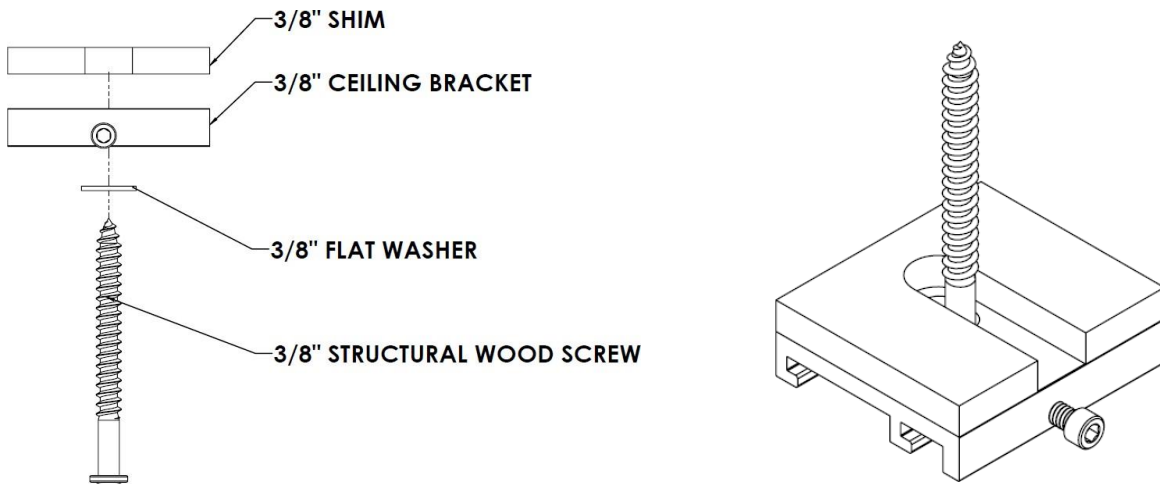 3/8" SHIM
3/8" CEILING BRACKET
3/8" FLAT WASHER
3/8" STRUCTURAL WOOD SCREW